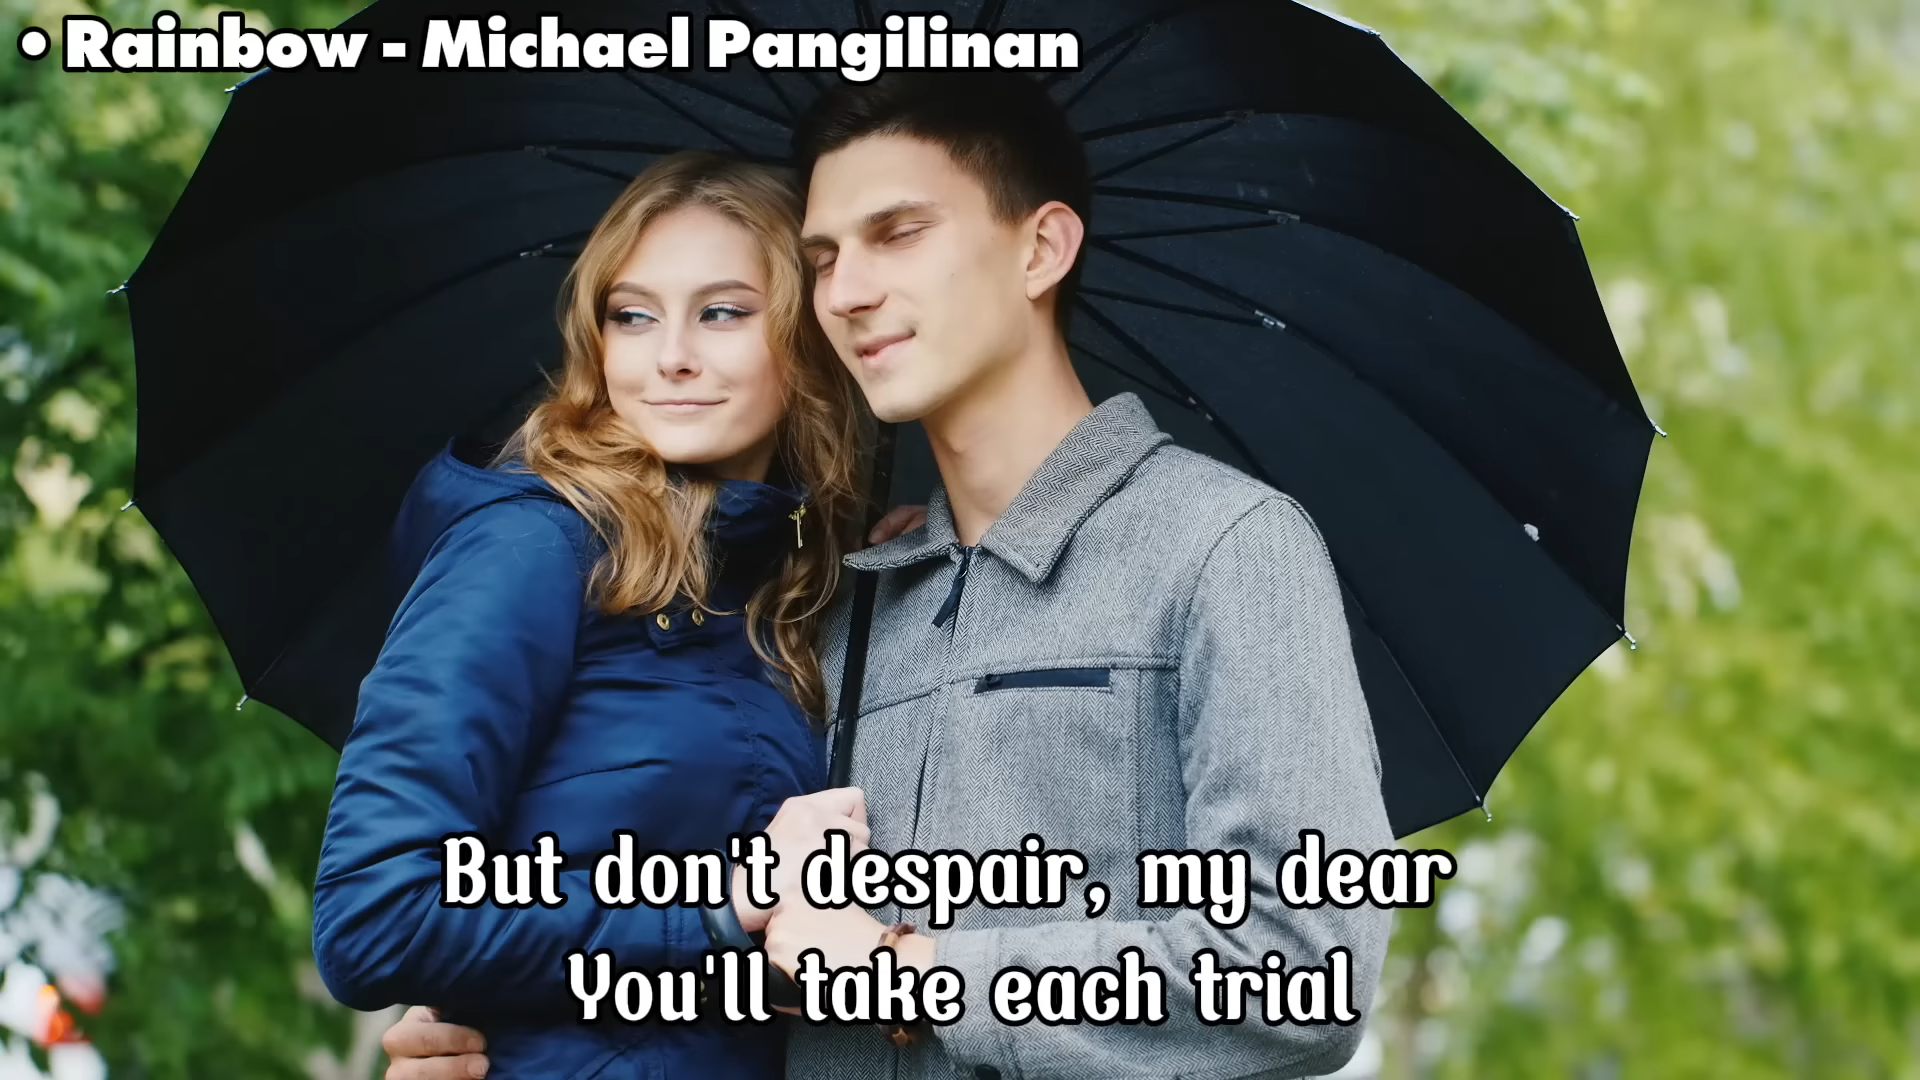 • Rainbow - Michael Pangilinan
But don't despair, my dear
You'll take each trial